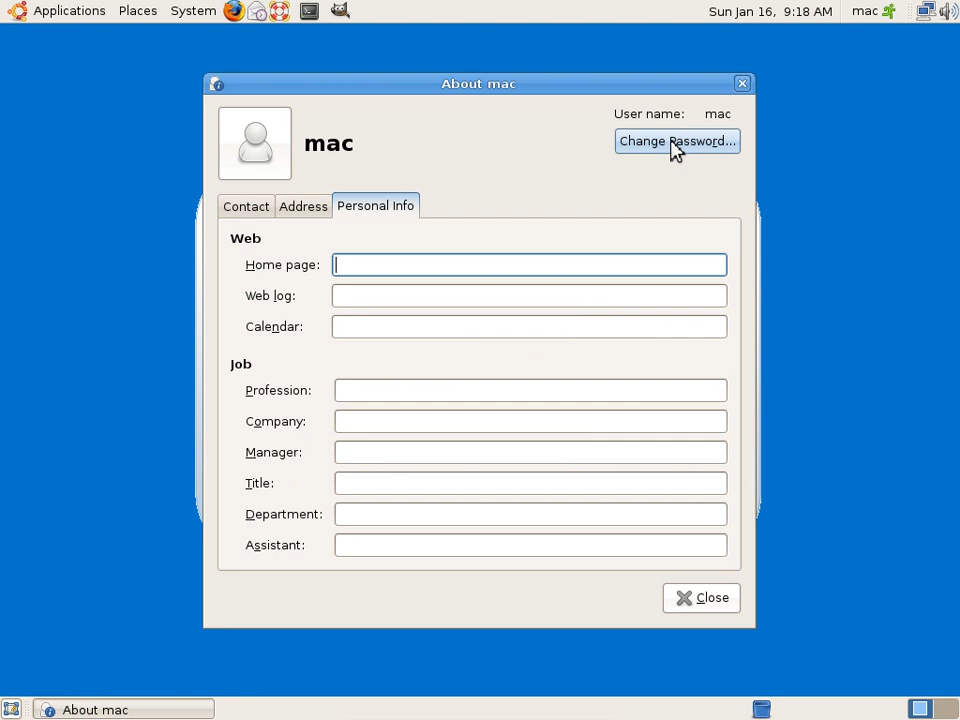 Applications Places System Sun Jan 16, 9:18 AM mac
About mac
User name: mac
mac
Change Password...
Contact Address Personal Info
Web
Home page:
Web log:
Calendar:
Job
Profession:
Company:
Manager:
Title:
Department:
Assistant:
Close
About mac